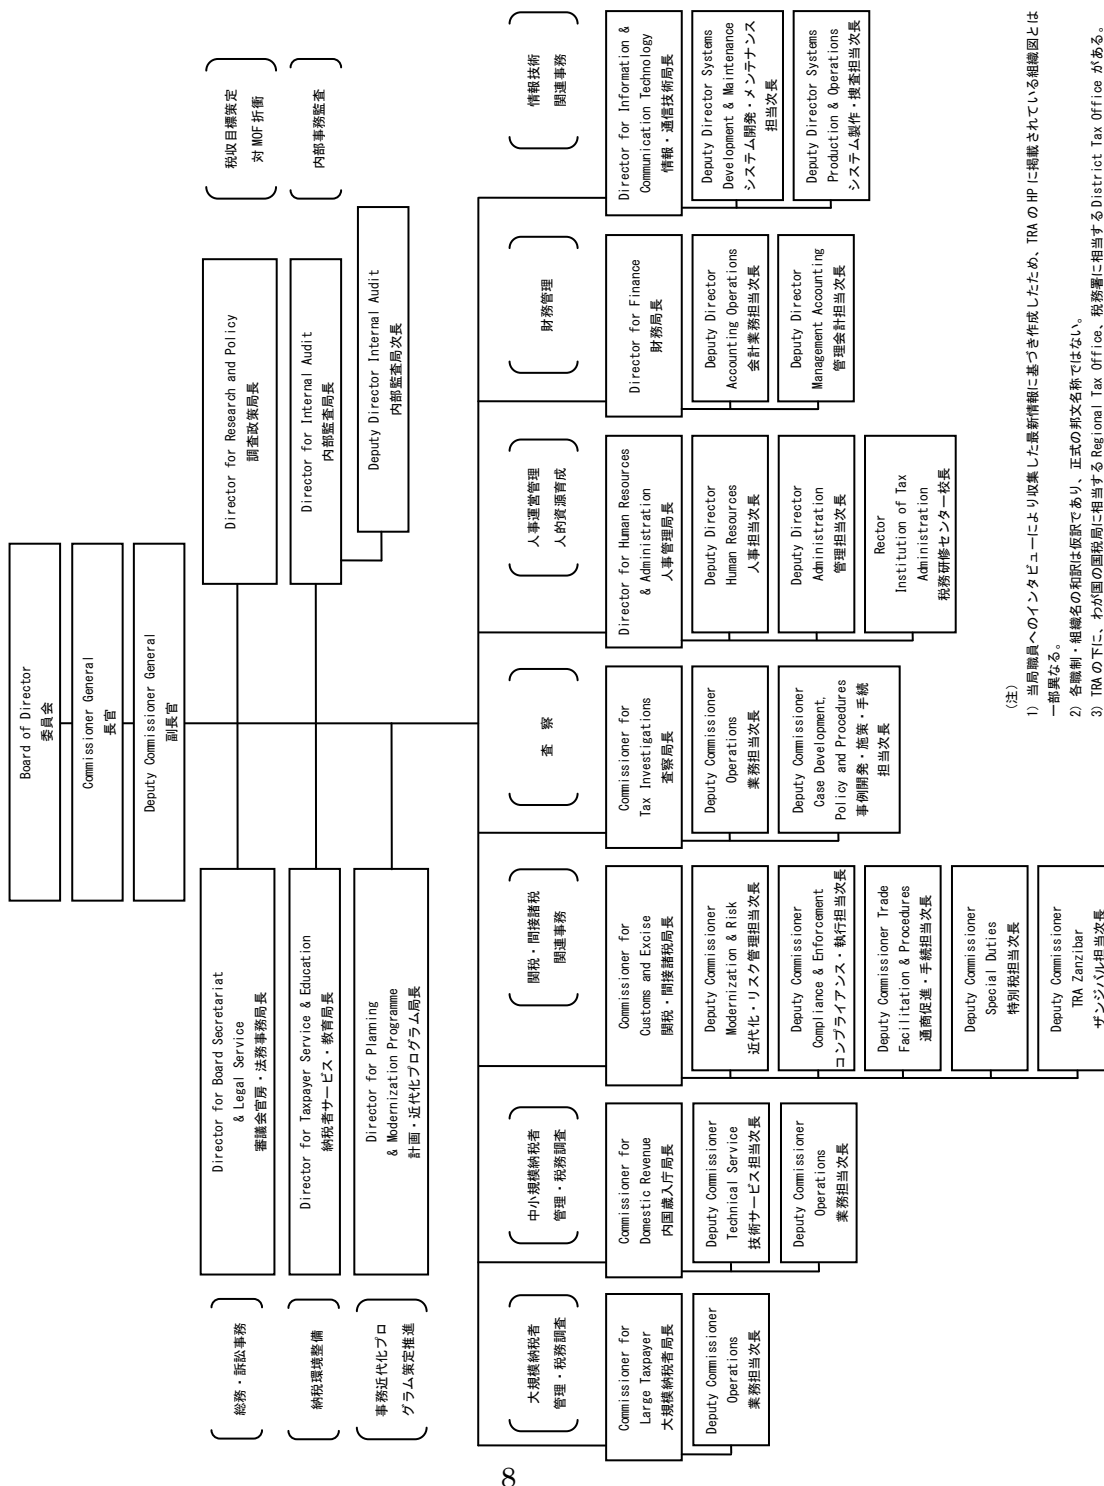 Board of Director
委員会
Commissioner General
長官
Deputy Commissioner General
副長官
総務・訟訟事務
Director for Board Secretariat
& Legal Service
審議会官房・法務事務局長
Director for Research and Policy
調査政策局長
税収目標策定
対 MOF 折衝
納税環境整備
Director for Taxpayer Service & Education
納税者サービス・教育局長
Director for Internal Audit
内部監査局長
内部事務監査
事務近代化プロ
グラム策定推進
Director for Planning
& Modernization Programme
計画・近代化プログラム局長
Deputy Director Internal Audit
内部監査局次長
大規模納税者
管理・税務調査
Commissioner for
Large Taxpayer
大規模納税者局長
Deputy Commissioner
Operations
業務担当次長
中小規模納税者
管理・税務調査
Commissioner for
Domestic Revenue
内国歳入庁局長
Deputy Commissioner
Technical Service
技術サービス担当次長
Deputy Commissioner
Operations
業務担当次長
関税・間接諸税
関連事務
Commissioner for
Customs and Excise
関税・間接諸税局長
Deputy Commissioner
Modernization & Risk
近代化・リスク管理担当次長
Deputy Commissioner
Compliance & Enforcement
コンプライアンス・執行担当次長
Deputy Commissioner Trade
Facilitation & Procedures
通商促進・手続担当次長
Deputy Commissioner
Special Duties
特別税担当次長
Deputy Commissioner
TRA Zanzibar
ザンジバル担当次長
査 察
Commissioner for
Tax Investigations
査察局長
Deputy Commissioner
Operations
業務担当次長
Deputy Commissioner
Case Development,
Policy and Procedures
事例開発・施策・手続
担当次長
人事運営管理
人的資源育成
Director for Human Resources
& Administration
人事管理局長
Deputy Director
Human Resources
人事担当次長
Deputy Director
Administration
管理担当次長
Rector
Institution of Tax
Administration
税務研修センター校長
財務管理
Director for Finance
財務局長
Deputy Director
Accounting Operations
会計業務担当次長
Deputy Director
Management Accounting
管理会計担当次長
情報技術
関連事務
Director for Information &
Communication Technology
情報・通信技術局長
Deputy Director Systems
Development & Maintenance
システム開発・メンテナンス
担当次長
Deputy Director Systems
Production & Operations
システム製作・捜査担当次長
（注）
1) 当局職員へのインタビューにより収集した最新情報に基づき作成したため、TRA の HP に掲載されている組織図とは
一部異なる。
2) 各職制・組織名の和訳は仮訳であり、正式の邦文名称ではない。
3) TRA の下に、わが国の国税局に相当する Regional Tax Office、税務署に相当する District Tax Office がある。
8